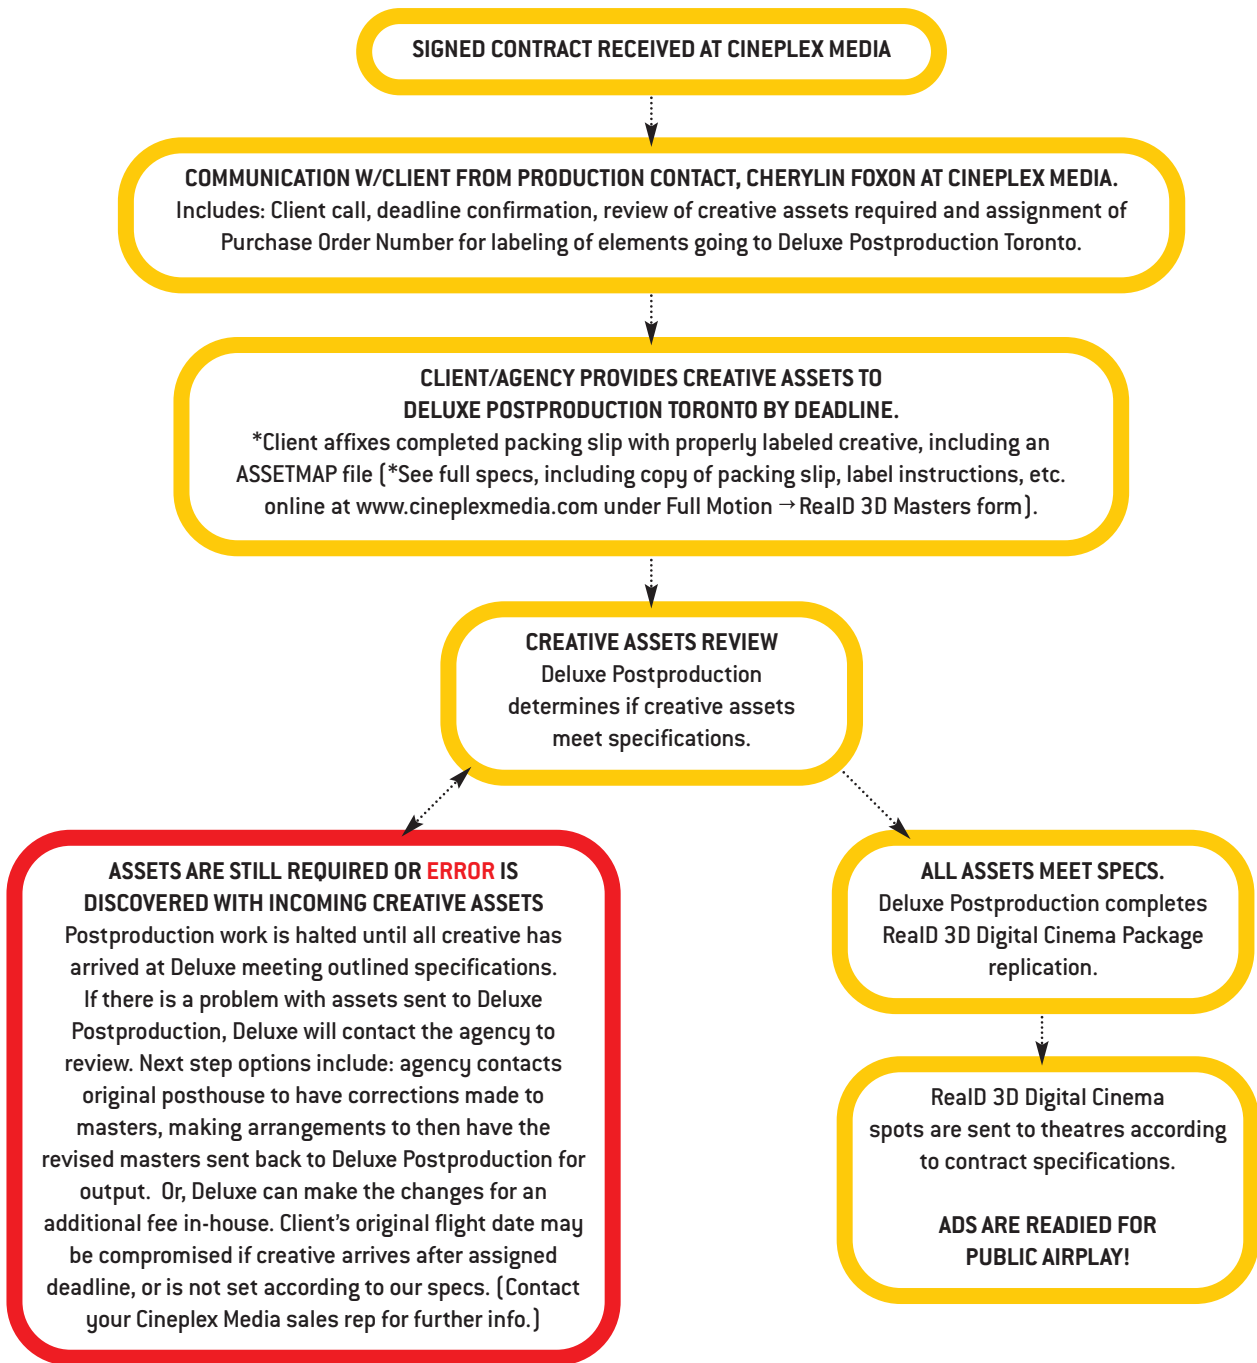 SIGNED CONTRACT RECEIVED AT CINEPLEX MEDIA
COMMUNICATION W/CLIENT FROM PRODUCTION CONTACT, CHERYLIN FOXON AT CINEPLEX MEDIA.
Includes: Client call, deadline confirmation, review of creative assets required and assignment of
Purchase Order Number for labeling of elements going to Deluxe Postproduction Toronto.
CLIENT/AGENCY PROVIDES CREATIVE ASSETS TO
DELUXE POSTPRODUCTION TORONTO BY DEADLINE.
*Client affixes completed packing slip with properly labeled creative, including an
ASSETMAP file (*See full specs, including copy of packing slip, label instructions, etc.
online at www.cineplexmedia.com under Full Motion → RealD 3D Masters form).
CREATIVE ASSETS REVIEW
Deluxe Postproduction
determines if creative assets
meet specifications.
ASSETS ARE STILL REQUIRED OR ERROR IS
DISCOVERED WITH INCOMING CREATIVE ASSETS
Postproduction work is halted until all creative has
arrived at Deluxe meeting outlined specifications.
If there is a problem with assets sent to Deluxe
Postproduction, Deluxe will contact the agency to
review. Next step options include: agency contacts
original posthouse to have corrections made to
masters, making arrangements to then have the
revised masters sent back to Deluxe Postproduction for
output. Or, Deluxe can make the changes for an
additional fee in-house. Client's original flight date may
be compromised if creative arrives after assigned
deadline, or is not set according to our specs. (Contact
your Cineplex Media sales rep for further info.)
ALL ASSETS MEET SPECS.
Deluxe Postproduction completes
RealD 3D Digital Cinema Package
replication.
RealD 3D Digital Cinema
spots are sent to theatres according
to contract specifications.
ADS ARE READIED FOR
PUBLIC AIRPLAY!